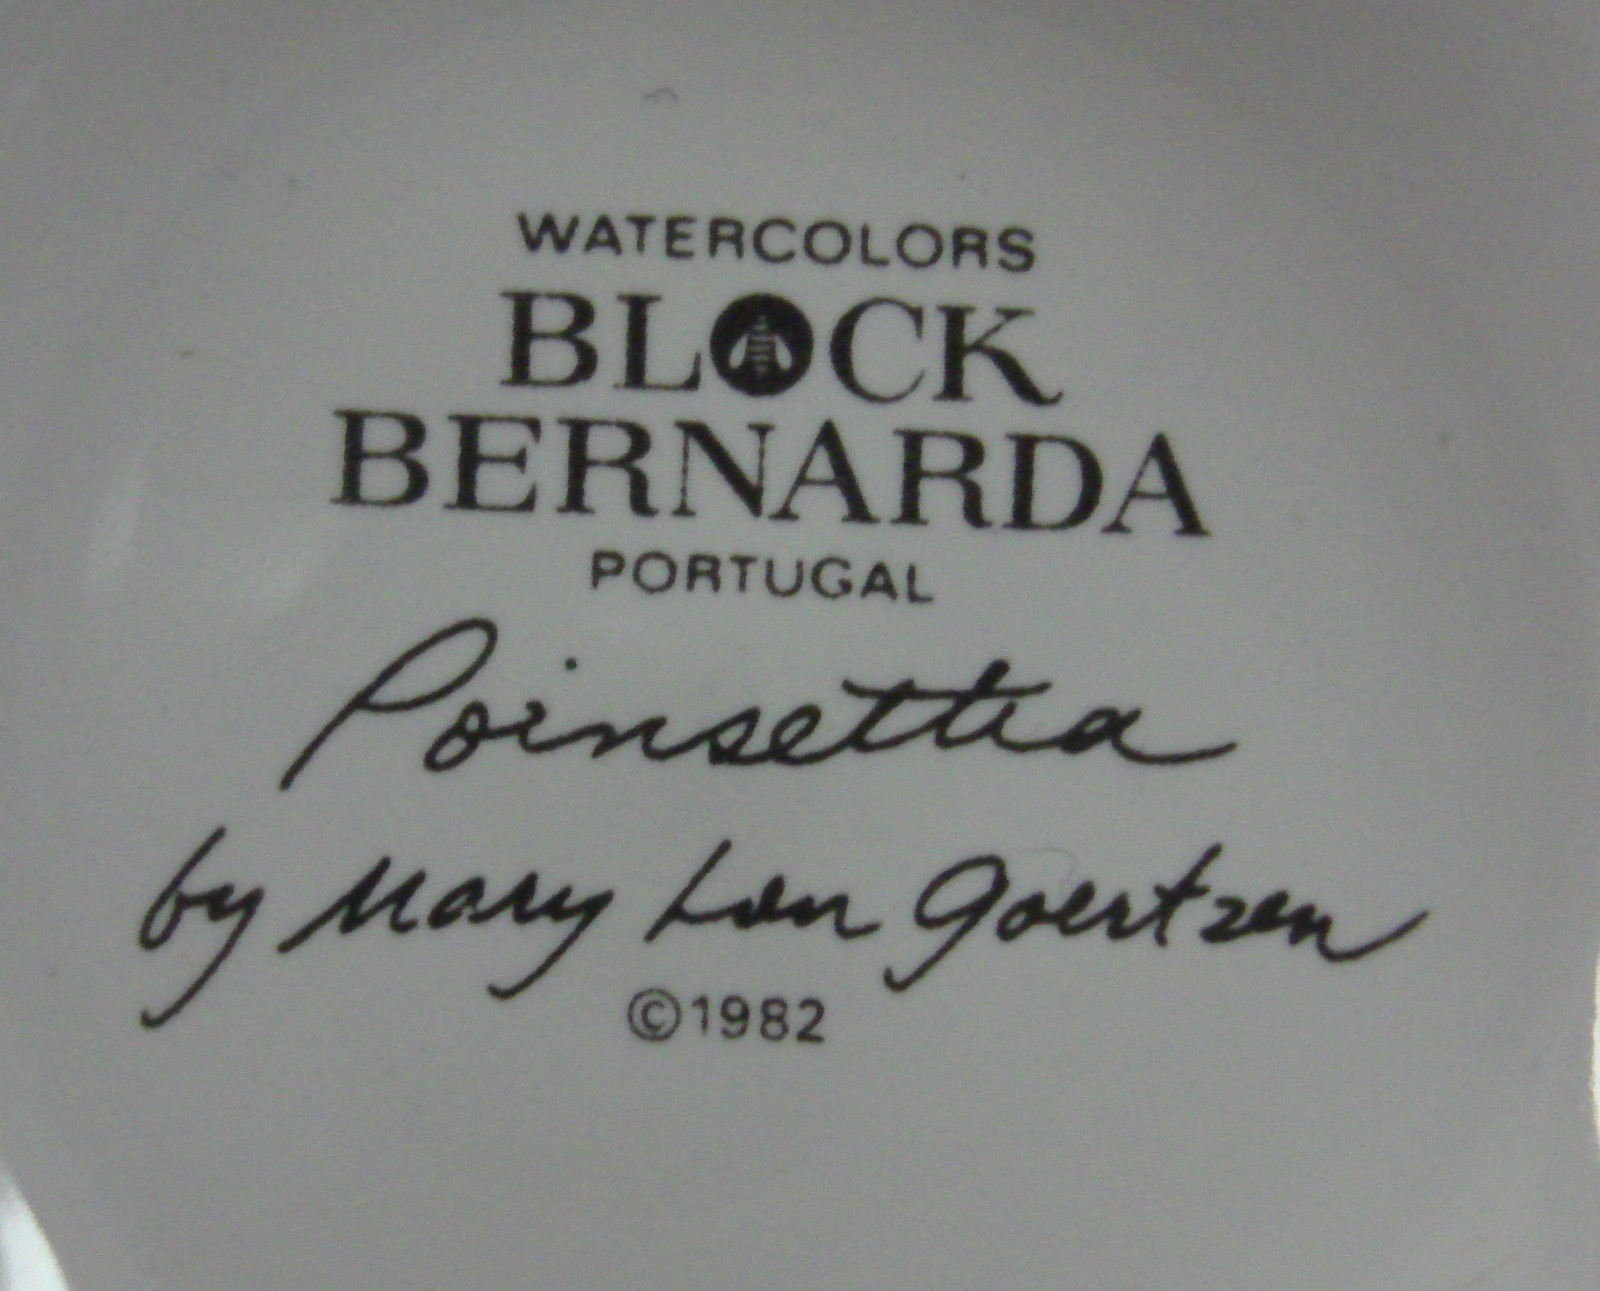 WATERCOLORS
BLOCK
BERNARDA
PORTUGAL
Poinsettia
by Mary Lou Goertzen
©1982